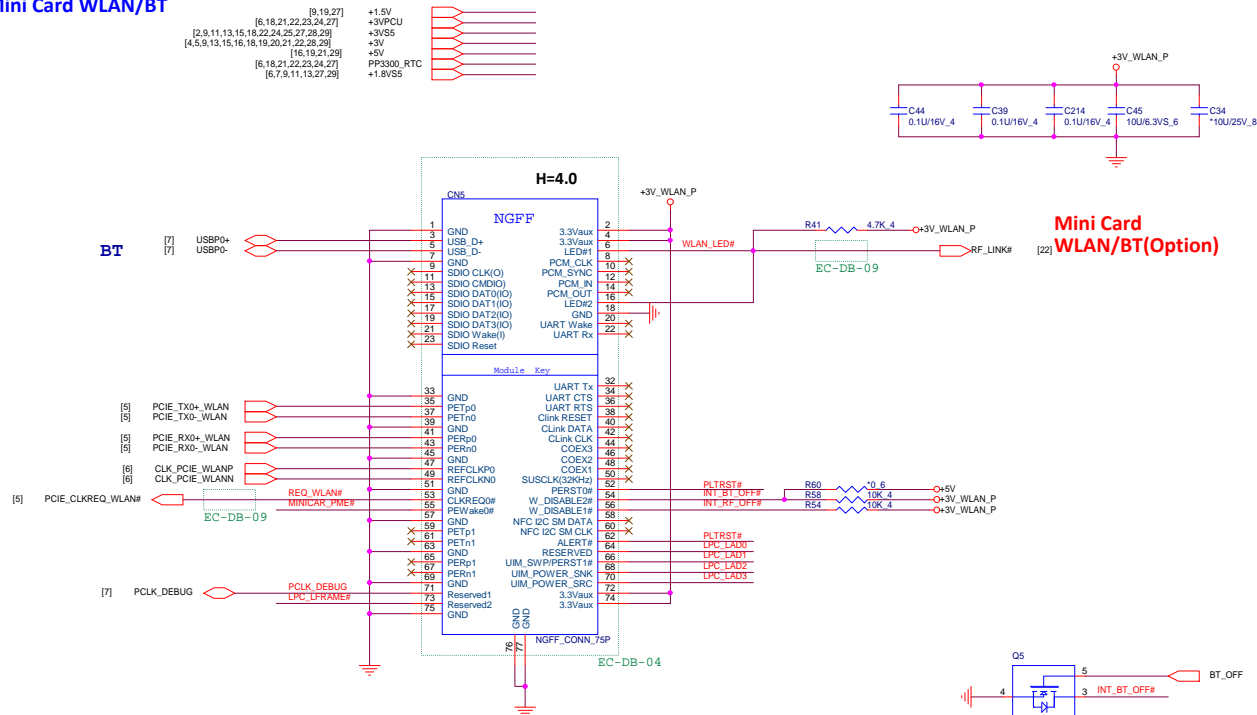 Mini Card WLAN/BT
[9,19,27] +1.5V
[6,18,21,22,23,24,27] +3VPCU
[2,9,11,13,15,18,22,24,25,27,28,29] +3VS5
[4,5,9,13,15,16,18,19,20,21,22,28,29] +3V
[16,19,21,29] +5V
[6,18,21,22,23,24,27] PP3300_RTC
[6,7,9,11,13,27,29] +1.8VS5
+3V_WLAN_P
C44 0.1U/16V_4
C39 0.1U/16V_4
C214 0.1U/16V_4
C45 10U/6.3VS_6
C34 *10U/25V_8
H=4.0
CN5
NGFF
+3V_WLAN_P
BT
[7] USBP0+
[7] USBP0-
1 GND
3 USB_D+
5 USB_D-
7 GND
9 SDIO CLK(O)
11 SDIO CMDIO)
13 SDIO DAT0(IO)
15 SDIO DAT1(IO)
17 SDIO DAT2(IO)
19 SDIO DAT3(IO)
21 SDIO Wake(I)
23 SDIO Reset
3.3Vaux 2
3.3Vaux 4
LED#1 6
PCM_CLK 8
PCM_SYNC 10
PCM_IN 12
PCM_OUT 14
LED#2 16
GND 18
UART Wake 20
UART Rx 22
WLAN_LED#
R41 4.7K_4 +3V_WLAN_P
RF_LINK# [22]
EC-DB-09
Mini Card
WLAN/BT(Option)
Module Key
33 GND
35 PETp0
37 PETn0
39 GND
41 PERp0
43 PERn0
45 GND
47 REFCLKP0
49 REFCLKN0
51 GND
53 CLKREQ0#
55 PEWake0#
57 GND
59 PETp1
61 PETn1
63 GND
65 PERp1
67 PERn1
69 GND
71 Reserved1
73 Reserved2
75 GND
UART Tx 32
UART CTS 34
UART RTS 36
Clink RESET 38
CLink DATA 40
CLink CLK 42
COEX3 44
COEX2 46
COEX1 48
SUSCLK(32KHz) 50
PERST0# 52
W_DISABLE2# 54
W_DISABLE1# 56
NFC I2C SM DATA 58
NFC I2C SM CLK 60
ALERT# 62
RESERVED 64
UIM_SWP/PERST1# 66
UIM_POWER_SNK 68
UIM_POWER_SRC 70
3.3Vaux 72
3.3Vaux 74
[5] PCIE_TX0+_WLAN
[5] PCIE_TX0-_WLAN
[5] PCIE_RX0+_WLAN
[5] PCIE_RX0-_WLAN
[6] CLK_PCIE_WLANP
[6] CLK_PCIE_WLANN
[5] PCIE_CLKREQ_WLAN#
REQ_WLAN#
MINICAR_PME#
EC-DB-09
[7] PCLK_DEBUG
PCLK_DEBUG
LPC_LFRAME#
PLTRST#
INT_BT_OFF#
INT_RF_OFF#
R60 *0_6 +5V
R58 10K_4 +3V_WLAN_P
R54 10K_4 +3V_WLAN_P
PLTRST#
LPC_LAD0
LPC_LAD1
LPC_LAD2
LPC_LAD3
GND
GND
76
77
NGFF_CONN_75P
EC-DB-04
Q5
4
5
3
INT_BT_OFF#
BT_OFF